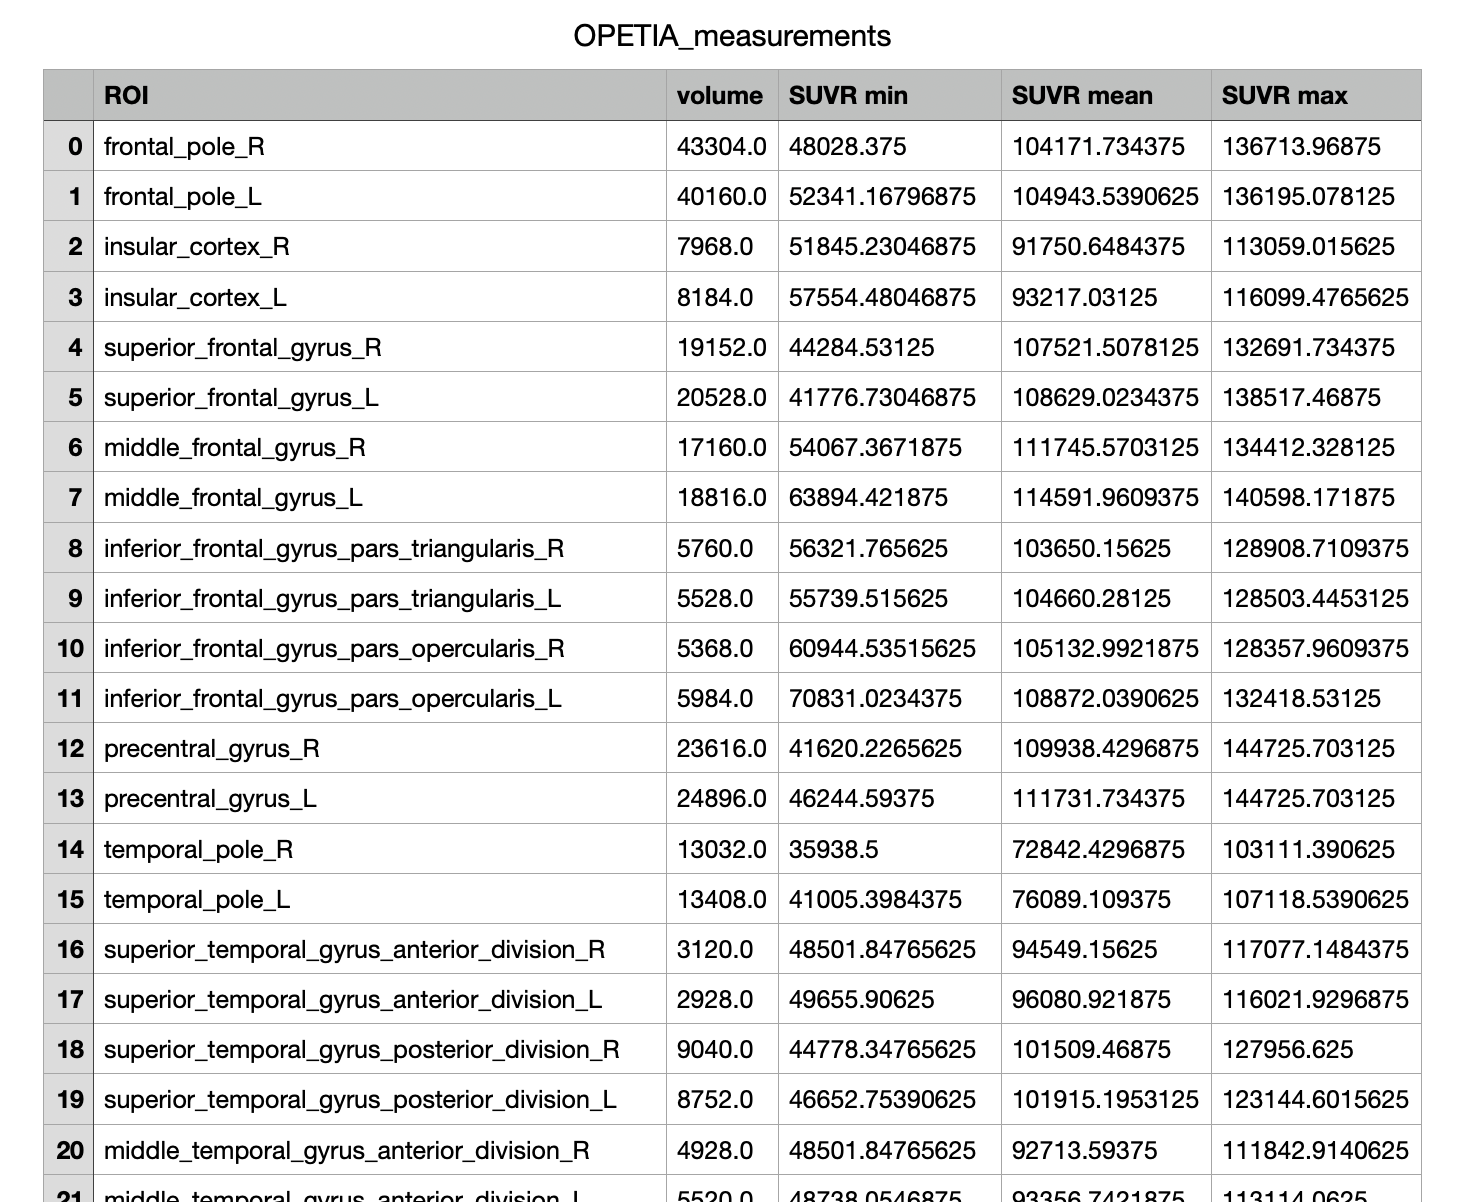 OPETIA_measurements
ROI volume SUVR min SUVR mean SUVR max
0 frontal_pole_R 43304.0 48028.375 104171.734375 136713.96875
1 frontal_pole_L 40160.0 52341.16796875 104943.5390625 136195.078125
2 insular_cortex_R 7968.0 51845.23046875 91750.6484375 113059.015625
3 insular_cortex_L 8184.0 57554.48046875 93217.03125 116099.4765625
4 superior_frontal_gyrus_R 19152.0 44284.53125 107521.5078125 132691.734375
5 superior_frontal_gyrus_L 20528.0 41776.73046875 108629.0234375 138517.46875
6 middle_frontal_gyrus_R 17160.0 54067.3671875 111745.5703125 134412.328125
7 middle_frontal_gyrus_L 18816.0 63894.421875 114591.9609375 140598.171875
8 inferior_frontal_gyrus_pars_triangularis_R 5760.0 56321.765625 103650.15625 128908.7109375
9 inferior_frontal_gyrus_pars_triangularis_L 5528.0 55739.515625 104660.28125 128503.4453125
10 inferior_frontal_gyrus_pars_opercularis_R 5368.0 60944.53515625 105132.9921875 128357.9609375
11 inferior_frontal_gyrus_pars_opercularis_L 5984.0 70831.0234375 108872.0390625 132418.53125
12 precentral_gyrus_R 23616.0 41620.2265625 109938.4296875 144725.703125
13 precentral_gyrus_L 24896.0 46244.59375 111731.734375 144725.703125
14 temporal_pole_R 13032.0 35938.5 72842.4296875 103111.390625
15 temporal_pole_L 13408.0 41005.3984375 76089.109375 107118.5390625
16 superior_temporal_gyrus_anterior_division_R 3120.0 48501.84765625 94549.15625 117077.1484375
17 superior_temporal_gyrus_anterior_division_L 2928.0 49655.90625 96080.921875 116021.9296875
18 superior_temporal_gyrus_posterior_division_R 9040.0 44778.34765625 101509.46875 127956.625
19 superior_temporal_gyrus_posterior_division_L 8752.0 46652.75390625 101915.1953125 123144.6015625
20 middle_temporal_gyrus_anterior_division_R 4928.0 48501.84765625 92713.59375 111842.9140625
21 middle_temporal_gyrus_anterior_division_L 5520.0 48738.0546875 93356.7421875 113114.0625